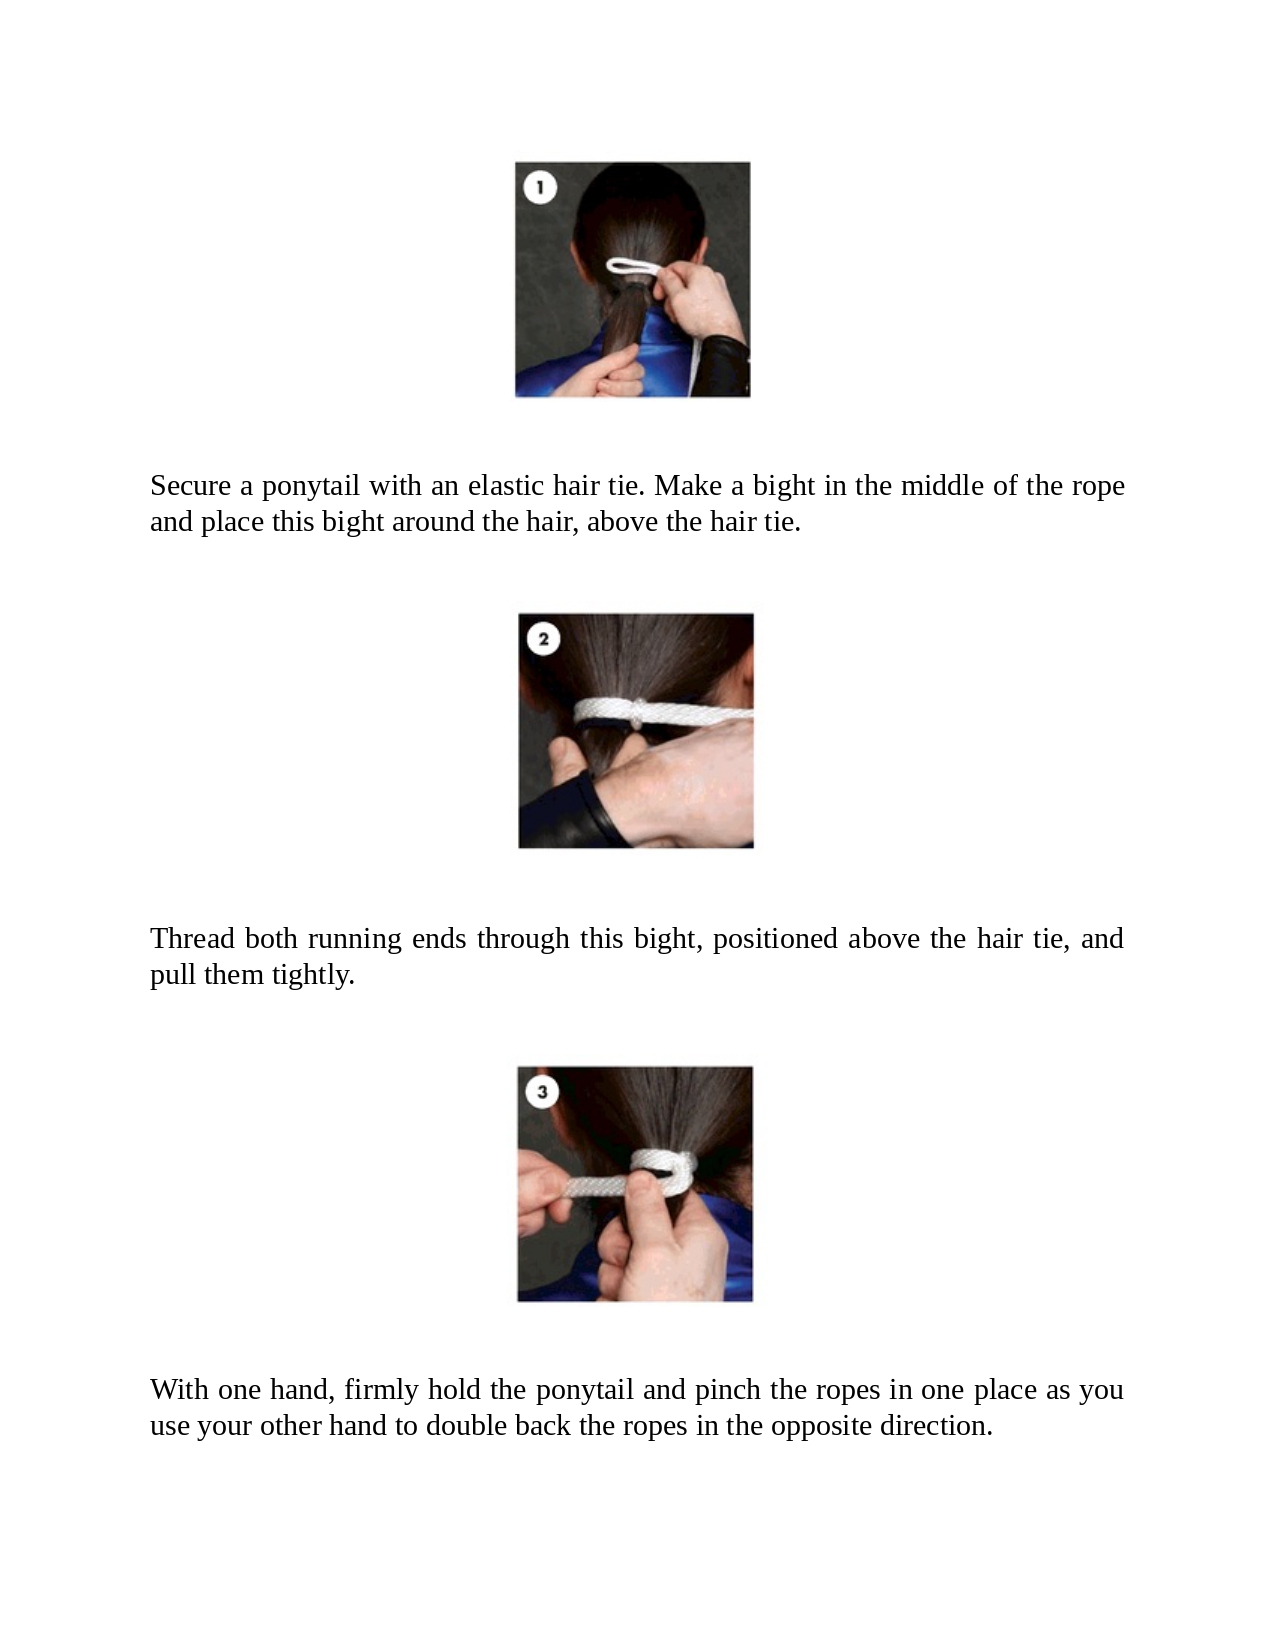 1
Secure a ponytail with an elastic hair tie. Make a bight in the middle of the rope
and place this bight around the hair, above the hair tie.
2
Thread both running ends through this bight, positioned above the hair tie, and
pull them tightly.
3
With one hand, firmly hold the ponytail and pinch the ropes in one place as you
use your other hand to double back the ropes in the opposite direction.